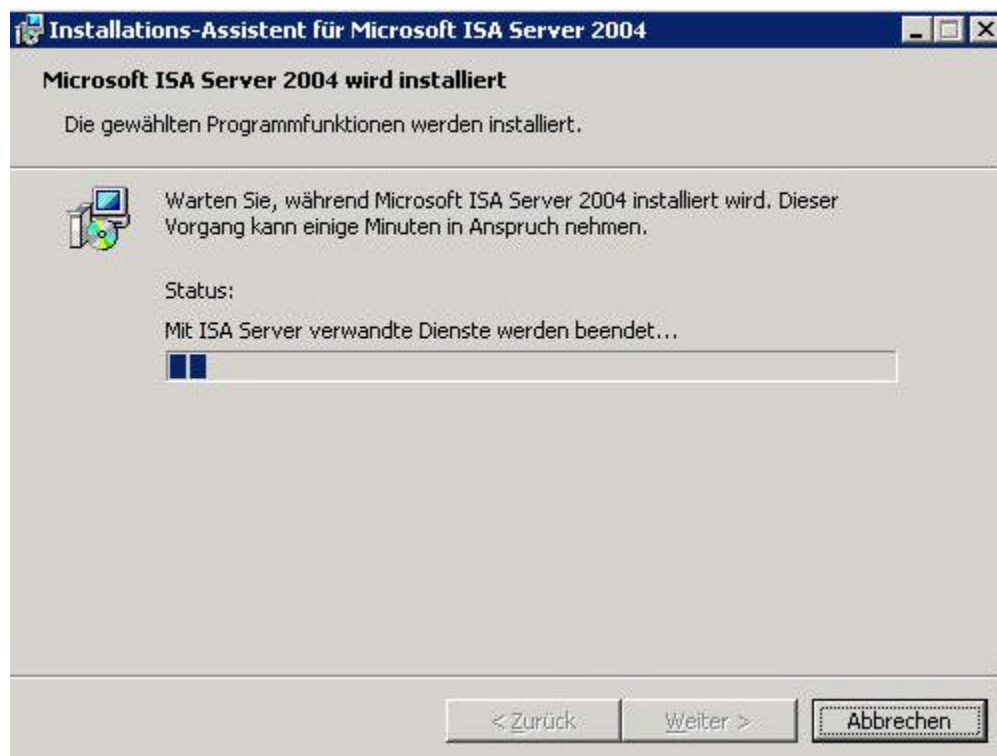 Installations-Assistent für Microsoft ISA Server 2004
Microsoft ISA Server 2004 wird installiert
Die gewählten Programmfunktionen werden installiert.
Warten Sie, während Microsoft ISA Server 2004 installiert wird. Dieser
Vorgang kann einige Minuten in Anspruch nehmen.
Status:
Mit ISA Server verwandte Dienste werden beendet...
< Zurück
Weiter >
Abbrechen